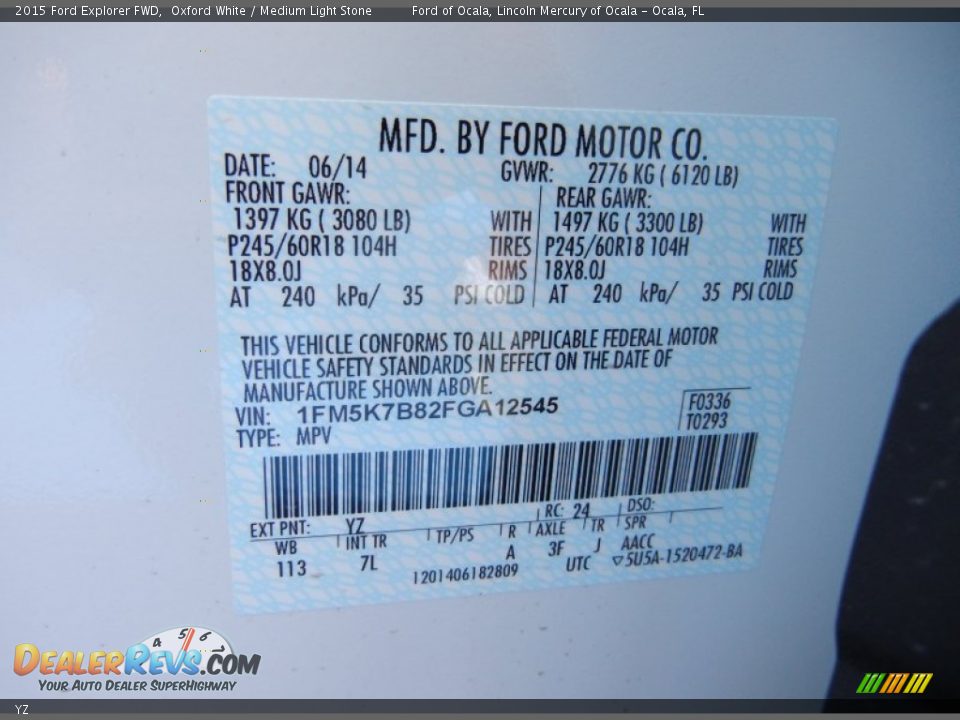 2015 Ford Explorer FWD, Oxford White / Medium Light Stone Ford of Ocala, Lincoln Mercury of Ocala - Ocala, FL
MFD. BY FORD MOTOR CO.
DATE: 06/14 GVWR: 2776 KG ( 6120 LB)
FRONT GAWR: REAR GAWR:
1397 KG ( 3080 LB) WITH 1497 KG ( 3300 LB) WITH
P245/60R18 104H TIRES P245/60R18 104H TIRES
18X8.0J RIMS 18X8.0J RIMS
AT 240 kPa/ 35 PSI COLD AT 240 kPa/ 35 PSI COLD
THIS VEHICLE CONFORMS TO ALL APPLICABLE FEDERAL MOTOR
VEHICLE SAFETY STANDARDS IN EFFECT ON THE DATE OF
MANUFACTURE SHOWN ABOVE.
VIN: 1FM5K7B82FGA12545 F0336
TYPE: MPV T0293
EXT PNT: YZ RC: 24 DSO:
WB INT TR TP/PS R AXLE TR SPR
113 7L A 3F J AACC
1201406182809 UTC ▽5U5A-1520472-BA
4 5 6
DEALERREVS.COM
YOUR AUTO DEALER SUPERHIGHWAY
YZ